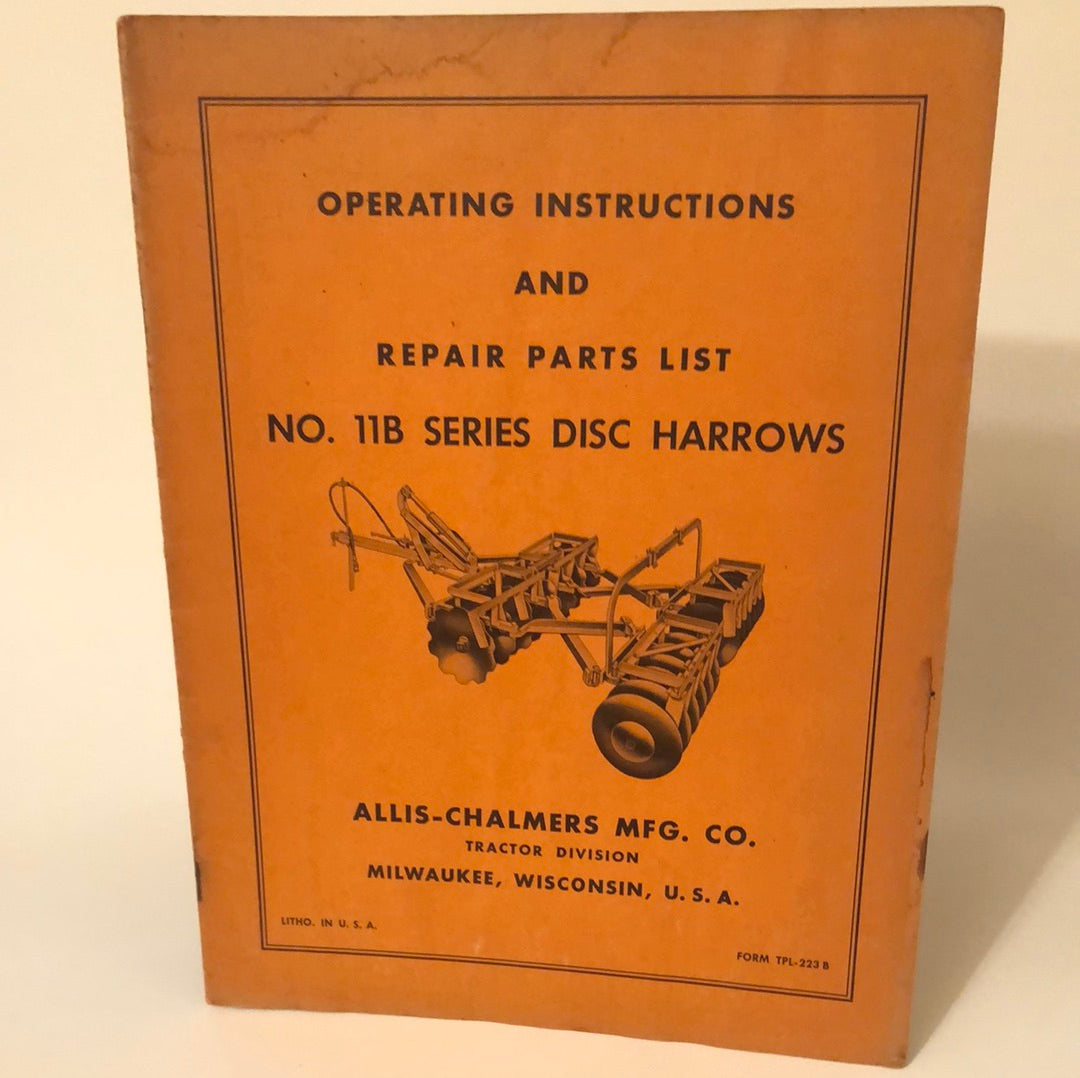 OPERATING INSTRUCTIONS
AND
REPAIR PARTS LIST
NO. 11B SERIES DISC HARROWS
ALLIS-CHALMERS MFG. CO.
TRACTOR DIVISION
MILWAUKEE, WISCONSIN, U. S. A.
LITHO. IN U. S. A.
FORM TPL-223 B